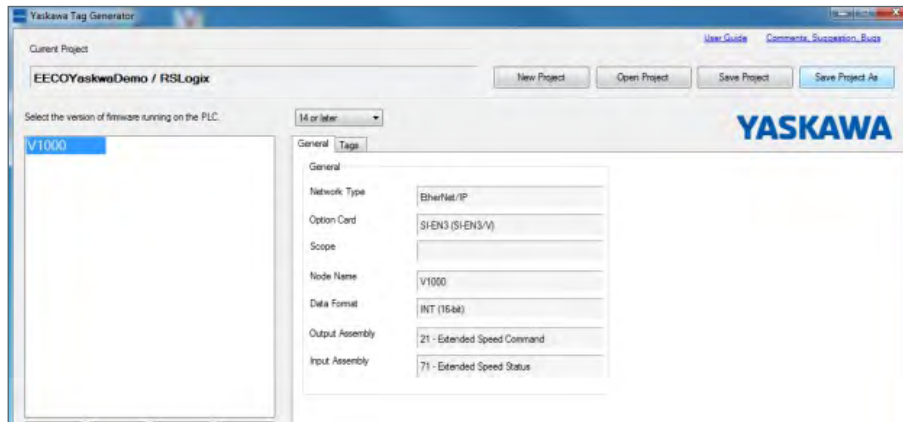 Yaskawa Tag Generator
User Guide Comments, Suggestion, Bugs
Current Project
EECOYaskwaDemo / RSLogix
New Project Open Project Save Project Save Project As
Select the version of firmware running on the PLC.
14 or later
YASKAWA
V1000
General Tags
General
Network Type EtherNet/IP
Option Card SI-EN3 (SI-EN3/V)
Scope
Node Name V1000
Data Format INT (16-bit)
Output Assembly 21 - Extended Speed Command
Input Assembly 71 - Extended Speed Status